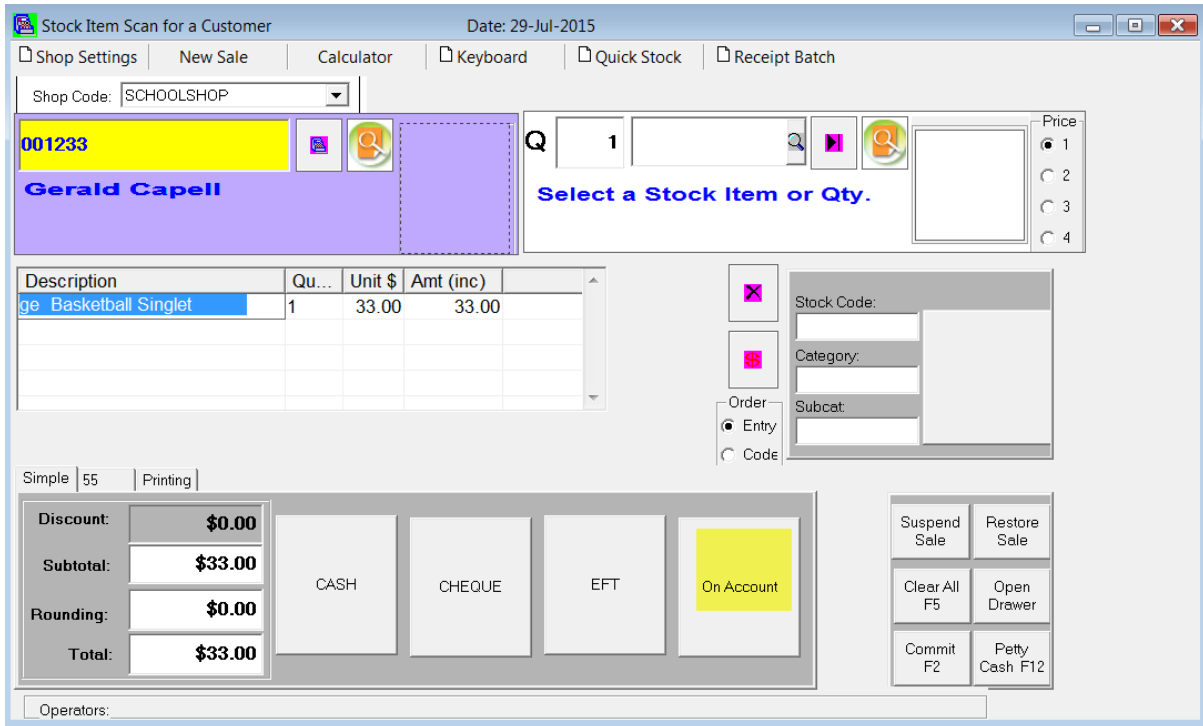 Stock Item Scan for a Customer Date: 29-Jul-2015
Shop Settings New Sale Calculator Keyboard Quick Stock Receipt Batch
Shop Code: SCHOOLSHOP
001233
Gerald Capell
Q 1
Select a Stock Item or Qty.
Price
1
2
3
4
Description Qu... Unit $ Amt (inc)
ge Basketball Singlet 1 33.00 33.00
X
$
Order
Entry
Code
Stock Code:
Category:
Subcat:
Simple 55 Printing
Discount: $0.00
Subtotal: $33.00
Rounding: $0.00
Total: $33.00
CASH CHEQUE EFT On Account
Suspend
Sale
Restore
Sale
Clear All
F5
Open
Drawer
Commit
F2
Petty
Cash F12
Operators: